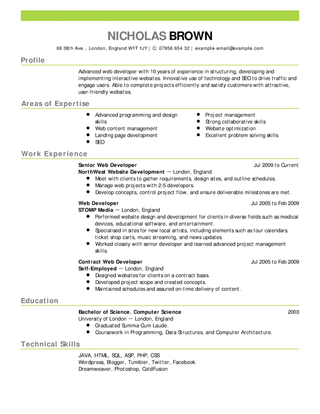 NICHOLAS BROWN
69 38th Ave , London, England W1T 1JY | C: 07956 654 32 | example-email@example.com
Profile
Advanced web developer with 10 years of experience in structuring, developing and
implementing interactive websites. Innovative use of technology and SEO to drive traffic and
engage users. Able to complete projects efficiently and satisfy customers with attractive,
user-friendly websites.
Areas of Expertise
Advanced programming and design
skills
Web content management
Landing page development
SEO
Project management
Strong collaborative skills
Website optimization
Excellent problem solving skills
Work Experience
Senior Web Developer Jul 2009 to Current
NorthWest Website Development — London, England
Meet with clients to gather requirements, design sites, and outline schedules.
Manage web projects with 2-5 developers.
Develop concepts, control project flow, and ensure deliverable milestones are met.
Web Developer Jul 2005 to Feb 2009
STOMP Media — London, England
Performed website design and development for clients in diverse fields such as medical
devices, educational software, and entertainment.
Specialised in sites for new local artists, including elements such as tour calendars,
ticket shop carts, music streaming, and news updates.
Worked closely with senior developer and learned advanced project management
skills.
Contract Web Developer Jul 2005 to Feb 2009
Self-Employed — London, England
Designed websites for clients on a contract basis.
Developed project scope and created concepts.
Maintained schedules and assured on-time delivery of content.
Education
Bachelor of Science, Computer Science 2003
University of London — London, England
Graduated Summa Cum Laude.
Coursework in Programming, Data Structures, and Computer Architecture.
Technical Skills
JAVA, HTML, SQL, ASP, PHP, CSS
Wordpress, Blogger, Tumbler, Twitter, Facebook
Dreamweaver, Photoshop, ColdFusion